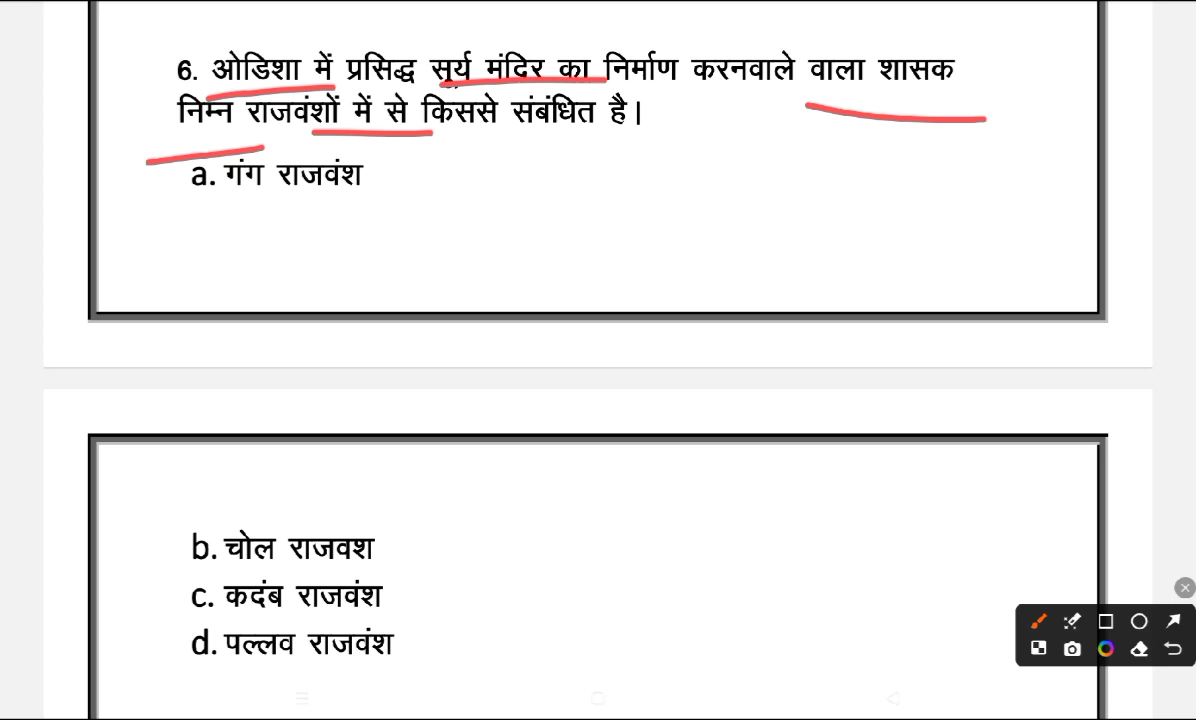 6. ओडिशा में प्रसिद्ध सूर्य मंदिर का निर्माण करनवाले वाला शासक
निम्न राजवंशों में से किससे संबंधित है।
a. गंग राजवंश
b. चोल राजवश
c. कदंब राजवंश
d. पल्लव राजवंश